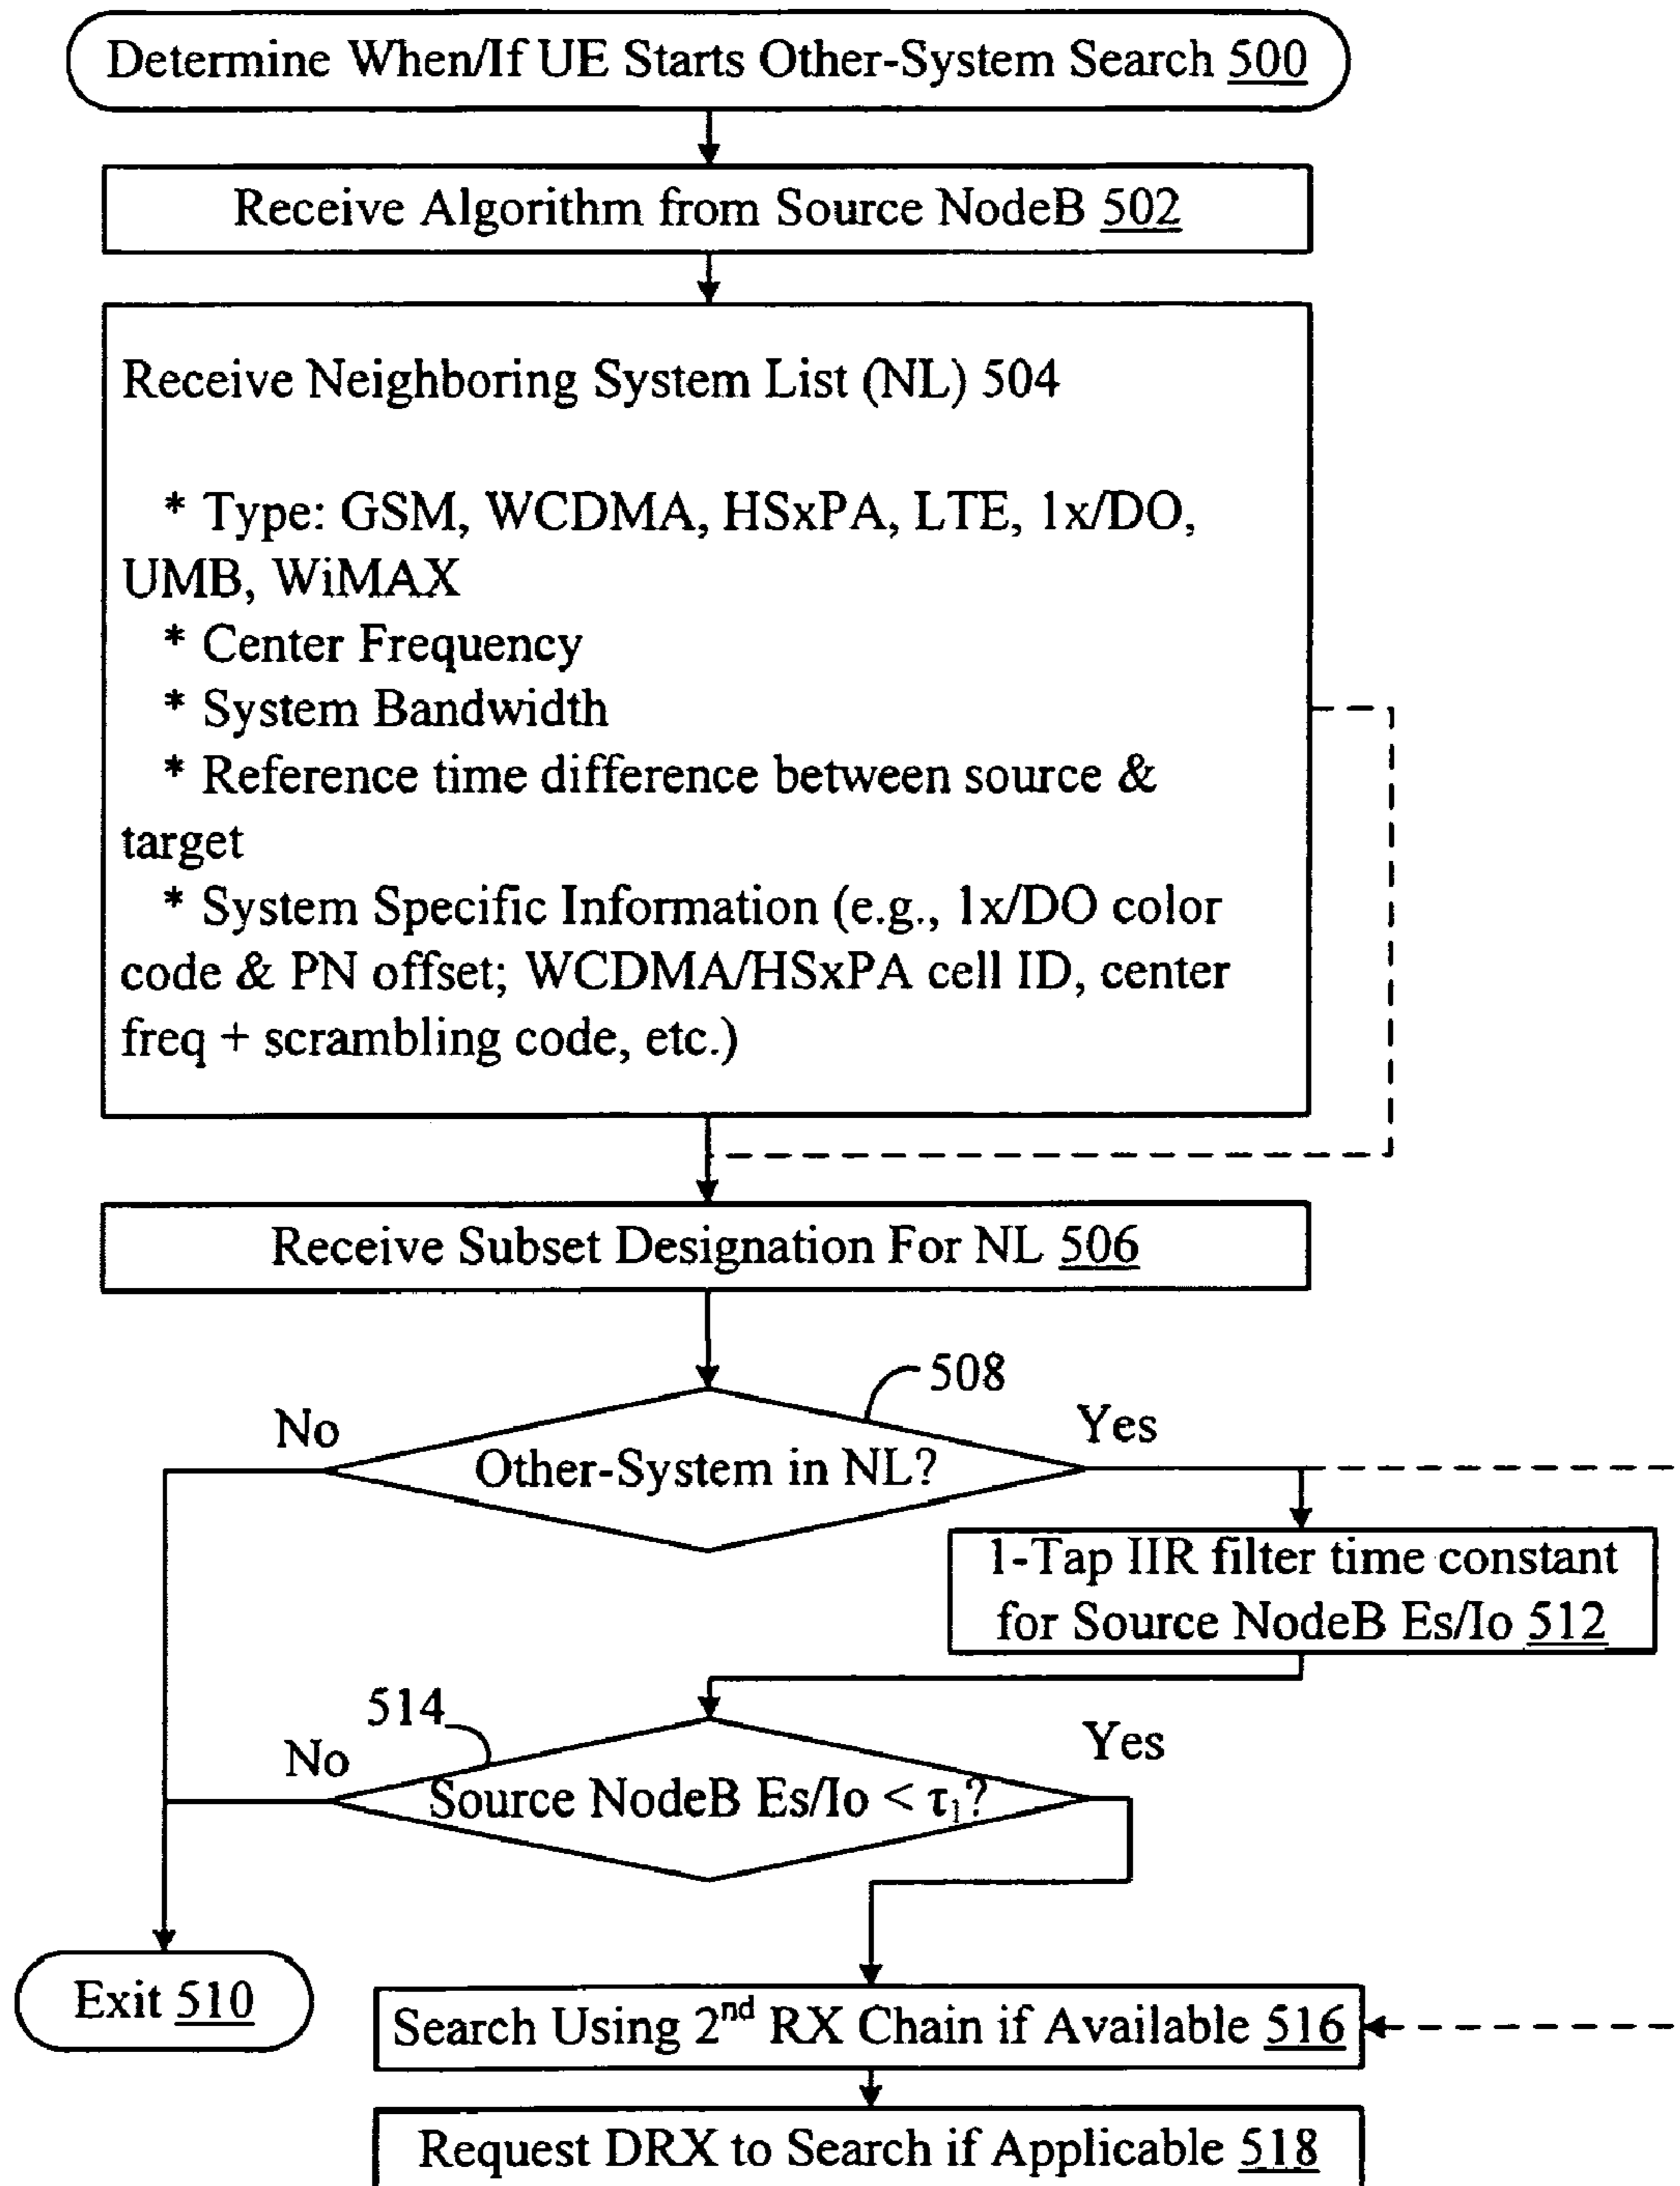 Determine When/If UE Starts Other-System Search 500
Receive Algorithm from Source NodeB 502
Receive Neighboring System List (NL) 504
* Type: GSM, WCDMA, HSxPA, LTE, 1x/DO,
UMB, WiMAX
* Center Frequency
* System Bandwidth
* Reference time difference between source &
target
* System Specific Information (e.g., 1x/DO color
code & PN offset; WCDMA/HSxPA cell ID, center
freq + scrambling code, etc.)
Receive Subset Designation For NL 506
508
No
Yes
Other-System in NL?
1-Tap IIR filter time constant
for Source NodeB Es/Io 512
514
No
Yes
Source NodeB Es/Io < τ₁?
Exit 510
Search Using 2nd RX Chain if Available 516
Request DRX to Search if Applicable 518